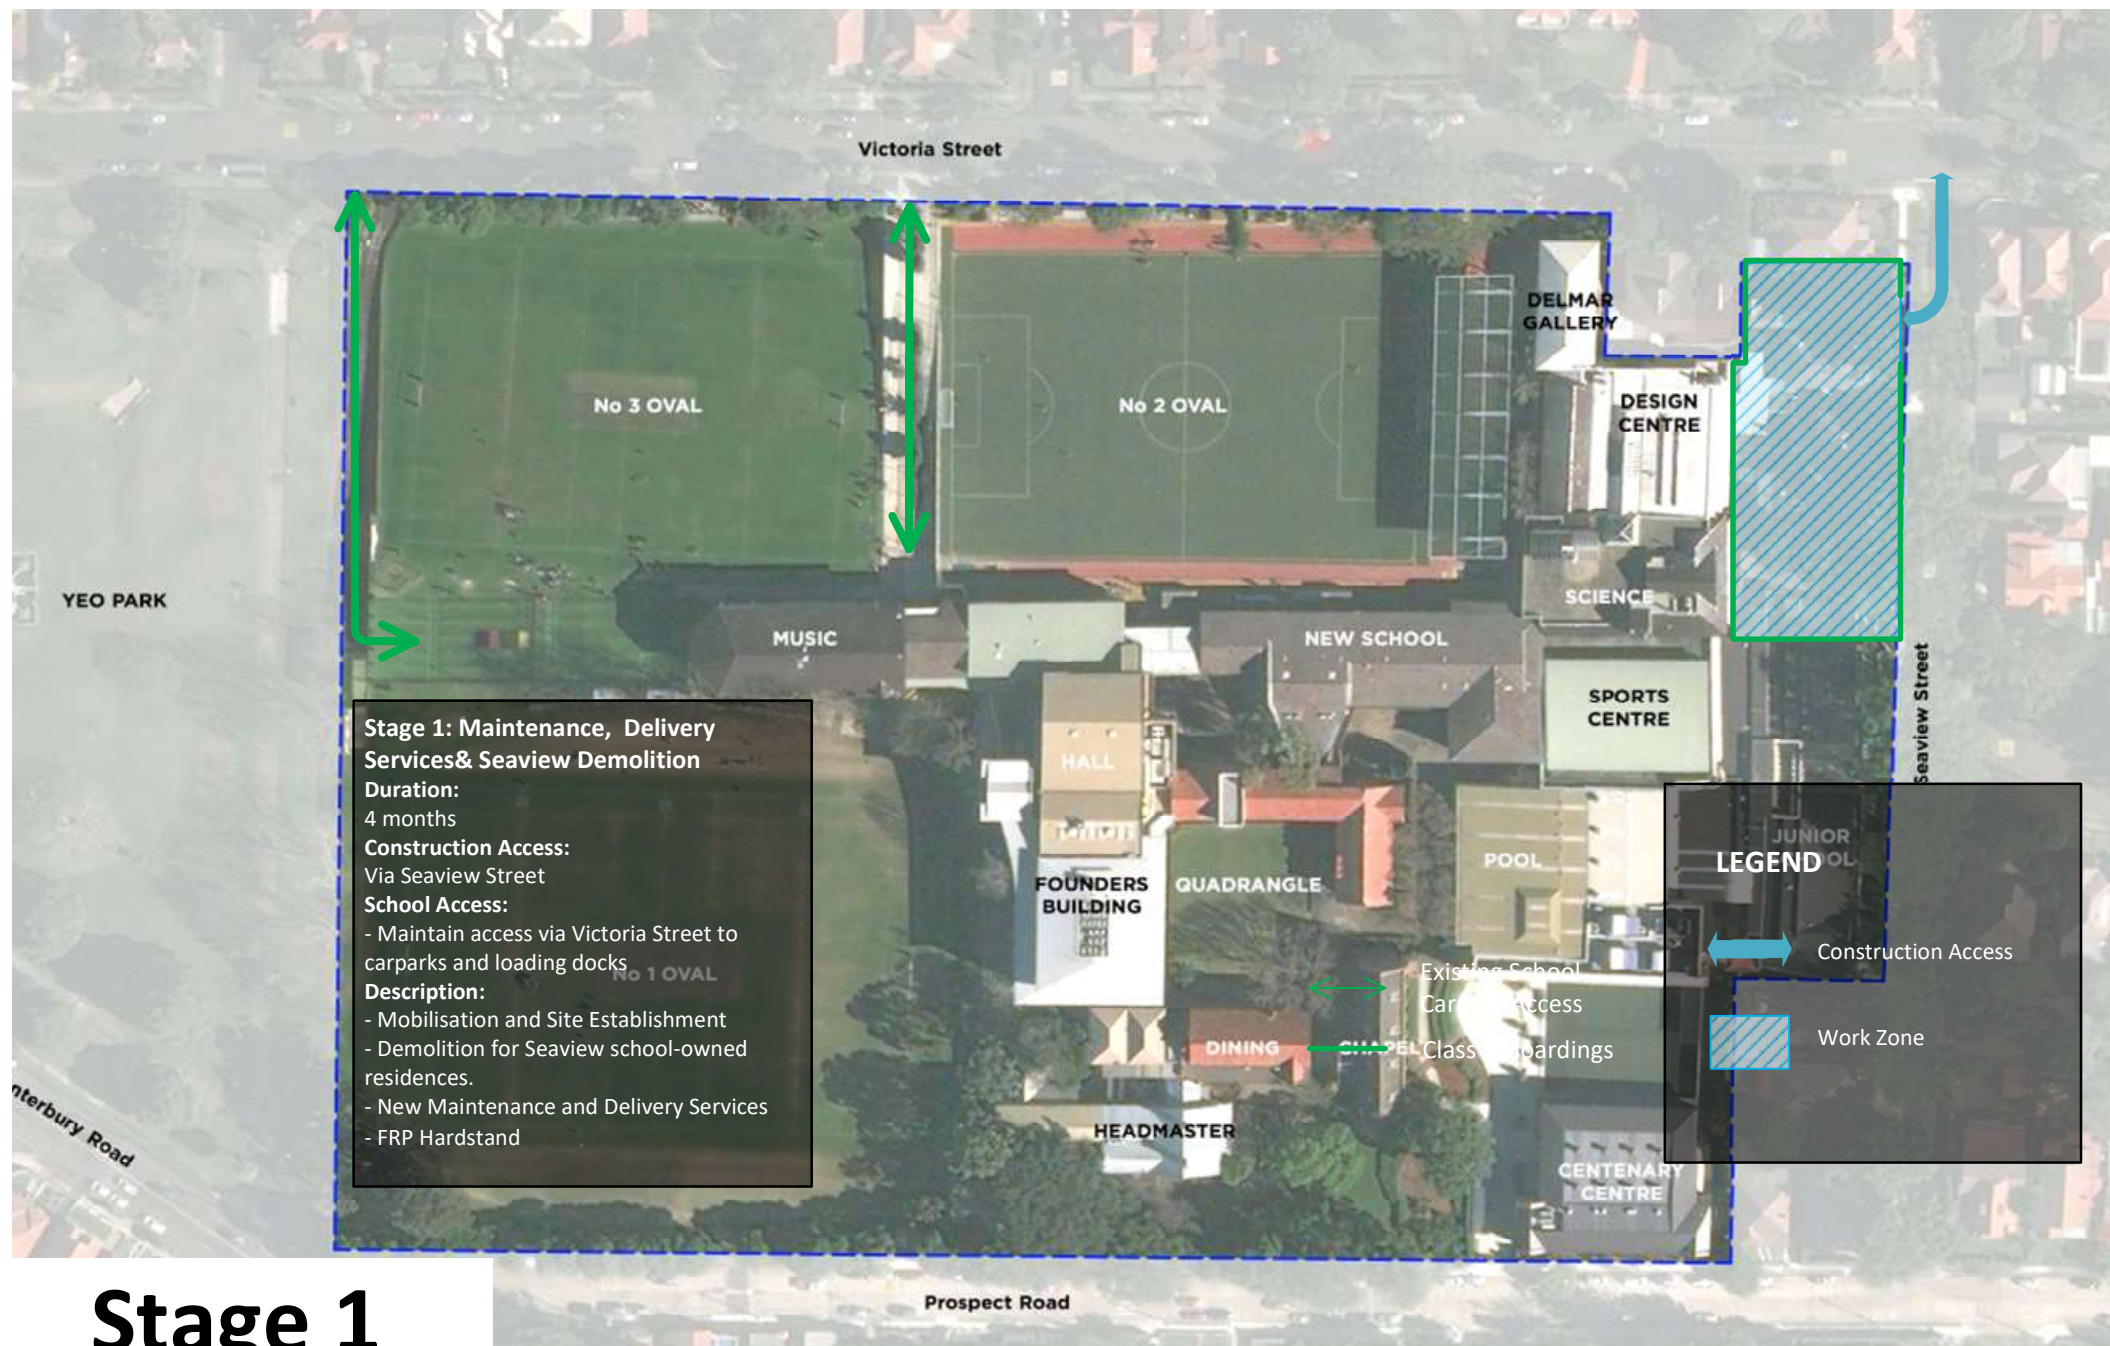 Victoria Street
DELMAR
GALLERY
No 3 OVAL
No 2 OVAL
DESIGN
CENTRE
YEO PARK
SCIENCE
MUSIC
NEW SCHOOL
SPORTS
CENTRE
Seaview Street
Stage 1: Maintenance,  Delivery
Services& Seaview Demolition
Duration:
4 months
Construction Access:
Via Seaview Street
School Access:
- Maintain access via Victoria Street to
carparks and loading docks
No 1 OVAL
Description:
- Mobilisation and Site Establishment
- Demolition for Seaview school-owned
residences.
- New Maintenance and Delivery Services
- FRP Hardstand
HALL
FOUNDERS
BUILDING
QUADRANGLE
POOL
JUNIOR
LEGEND
Construction Access
Existing School
Access
Work Zone
Class
DINING
CHAPEL
HEADMASTER
CENTENARY
CENTRE
nterbury Road
Prospect Road
Stage 1